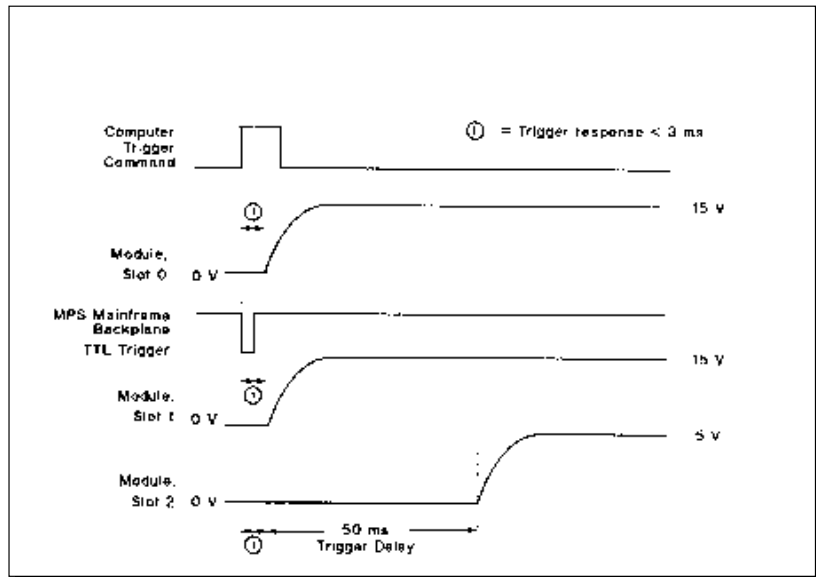 Computer
Trigger
Command
① = Trigger response < 3 ms
①
15 V
Module,
Slot 0 0 V
MPS Mainframe
Backplane
TTL Trigger
15 V
①
Module,
Slot 1 0 V
5 V
Module,
Slot 2 0 V
①
50 ms
Trigger Delay